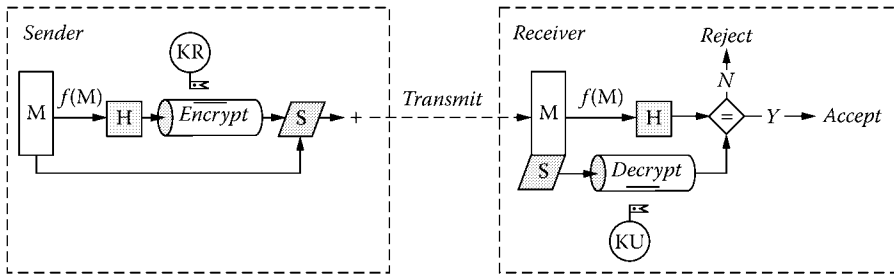 Sender
KR
M
f(M)
H
Encrypt
S
+
Transmit
Receiver
Reject
N
M
f(M)
H
=
Y
Accept
S
Decrypt
KU